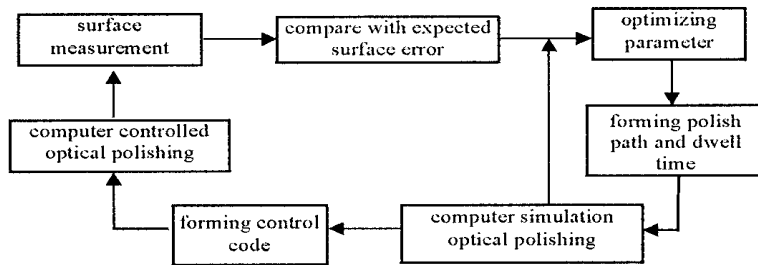 surface
measurement
compare with expected
surface error
optimizing
parameter
computer controlled
optical polishing
forming polish
path and dwell
time
forming control
code
computer simulation
optical polishing